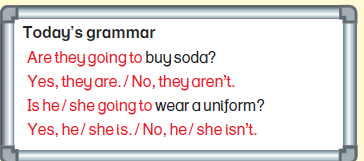 Today's grammar
Are they going to buy soda?
Yes, they are. / No, they aren't.
Is he / she going to wear a uniform?
Yes, he / she is. / No, he / she isn't.